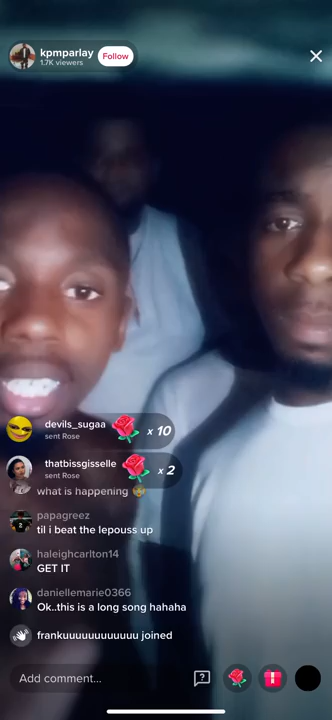 kpmparlay
1.7K viewers
Follow
devils_sugaa
sent Rose
x 10
thatbissgisselle
sent Rose
x 2
what is happening
papagreez
til i beat the lepouss up
haleighcarlton14
GET IT
daniellemarie0366
Ok..this is a long song hahaha
frankuuuuuuuuuuuu joined
Add comment...